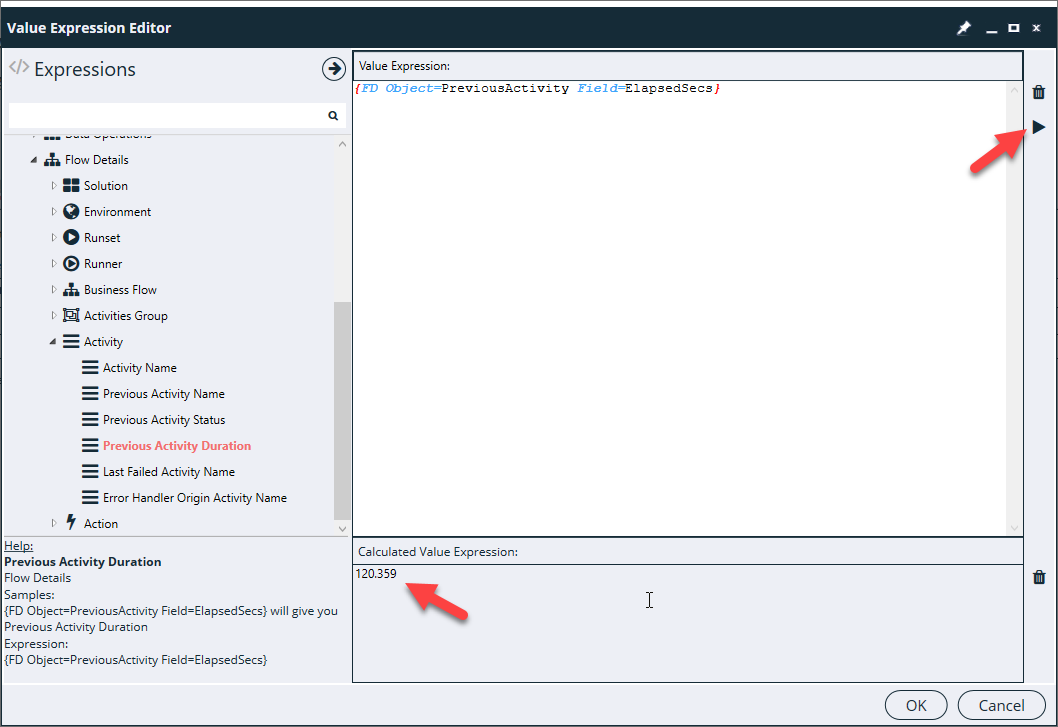 Value Expression Editor
</> Expressions
Data Operations
Flow Details
Solution
Environment
Runset
Runner
Business Flow
Activities Group
Activity
Activity Name
Previous Activity Name
Previous Activity Status
Previous Activity Duration
Last Failed Activity Name
Error Handler Origin Activity Name
Action
Help:
Previous Activity Duration
Flow Details
Samples:
{FD Object=PreviousActivity Field=ElapsedSecs} will give you
Previous Activity Duration
Expression:
{FD Object=PreviousActivity Field=ElapsedSecs}
Value Expression:
{FD Object=PreviousActivity Field=ElapsedSecs}
Calculated Value Expression:
120.359
OK
Cancel